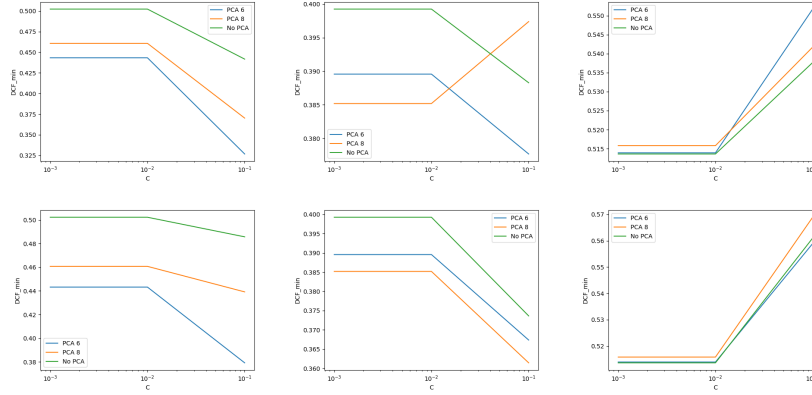 0.500
0.475
0.450
0.425
0.400
0.375
0.350
0.325
DCF_min
10⁻³
10⁻²
10⁻¹
C
PCA 6
PCA 8
No PCA
0.400
0.395
0.390
0.385
0.380
DCF_min
10⁻³
10⁻²
10⁻¹
C
PCA 6
PCA 8
No PCA
0.550
0.545
0.540
0.535
0.530
0.525
0.520
0.515
DCF_min
10⁻³
10⁻²
C
PCA 6
PCA 8
No PCA
0.50
0.48
0.46
0.44
0.42
0.40
0.38
DCF_min
10⁻³
10⁻²
10⁻¹
C
PCA 6
PCA 8
No PCA
0.400
0.395
0.390
0.385
0.380
0.375
0.370
0.365
0.360
DCF_min
10⁻³
10⁻²
10⁻¹
C
PCA 6
PCA 8
No PCA
0.57
0.56
0.55
0.54
0.53
0.52
DCF_min
10⁻³
10⁻²
C
PCA 6
PCA 8
No PCA